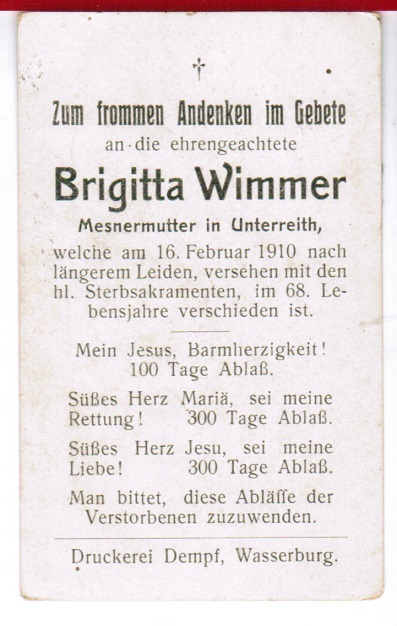 †
Zum frommen Andenken im Gebete
an die ehrengeachtete
Brigitta Wimmer
Mesnermutter in Unterreith,
welche am 16. Februar 1910 nach
längerem Leiden, versehen mit den
hl. Sterbsakramenten, im 68. Le-
bensjahre verschieden ist.
Mein Jesus, Barmherzigkeit!
100 Tage Ablaß.
Süßes Herz Mariä, sei meine
Rettung! 300 Tage Ablaß.
Süßes Herz Jesu, sei meine
Liebe! 300 Tage Ablaß.
Man bittet, diese Abläſſe der
Verstorbenen zuzuwenden.
Druckerei Dempf, Wasserburg.